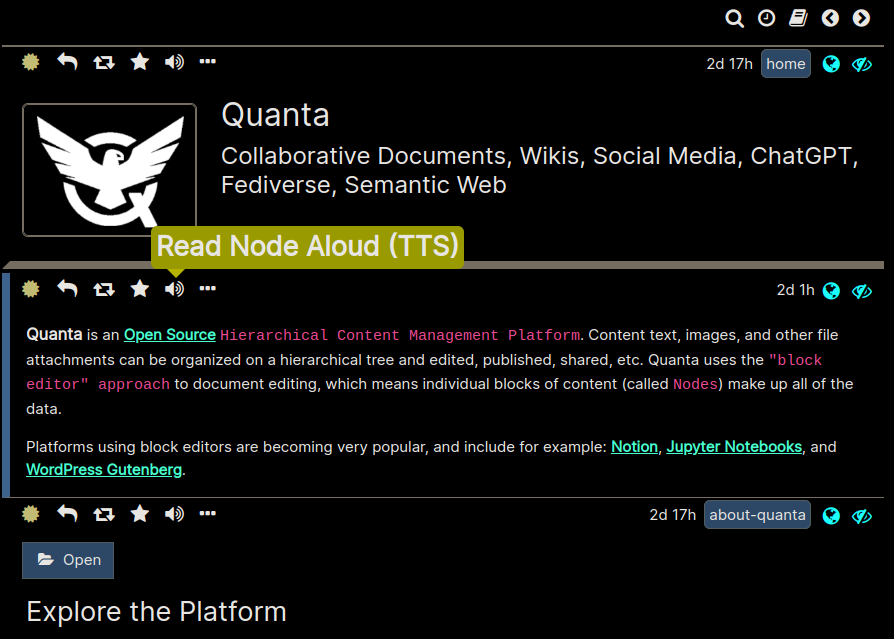 2d 17h home
Quanta
Collaborative Documents, Wikis, Social Media, ChatGPT,
Fediverse, Semantic Web
Read Node Aloud (TTS)
2d 1h
Quanta is an Open Source Hierarchical Content Management Platform. Content text, images, and other file
attachments can be organized on a hierarchical tree and edited, published, shared, etc. Quanta uses the "block
editor" approach to document editing, which means individual blocks of content (called Nodes) make up all of the
data.
Platforms using block editors are becoming very popular, and include for example: Notion, Jupyter Notebooks, and
WordPress Gutenberg.
2d 17h about-quanta
Open
Explore the Platform